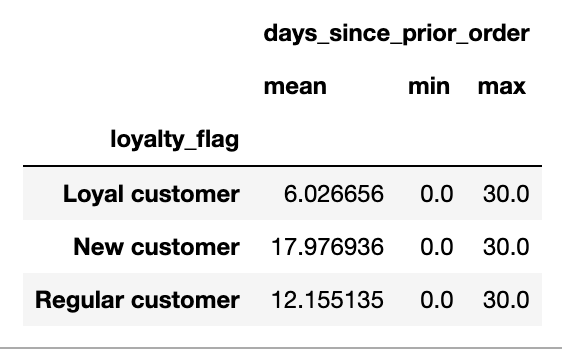 days_since_prior_order
mean min max
loyalty_flag
Loyal customer 6.026656 0.0 30.0
New customer 17.976936 0.0 30.0
Regular customer 12.155135 0.0 30.0